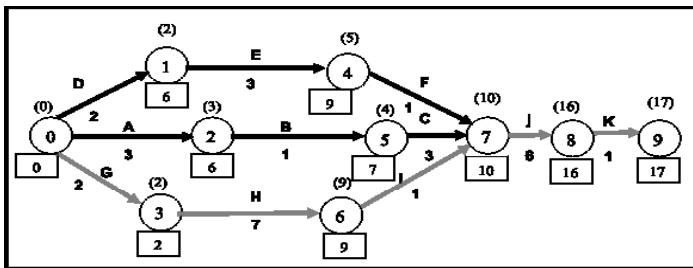 (2) E (5)
D 1 3 4 F
6 9
2 1
(0) (3) (4) C (10) J (16) K (17)
0 A 2 B 5 7 8 9
3 1 3 6 1
0 G 6 7 I 10 16 17
2 (2) H (9) 1
3 7 6
2 9